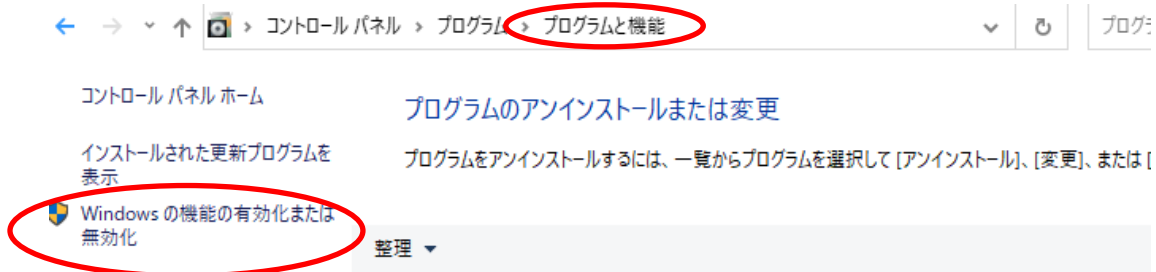 コントロール パネル › プログラム › プログラムと機能
コントロール パネル ホーム
プログラムのアンインストールまたは変更
インストールされた更新プログラムを
表示
プログラムをアンインストールするには、一覧からプログラムを選択して [アンインストール]、[変更]、または [
Windows の機能の有効化または
無効化
整理